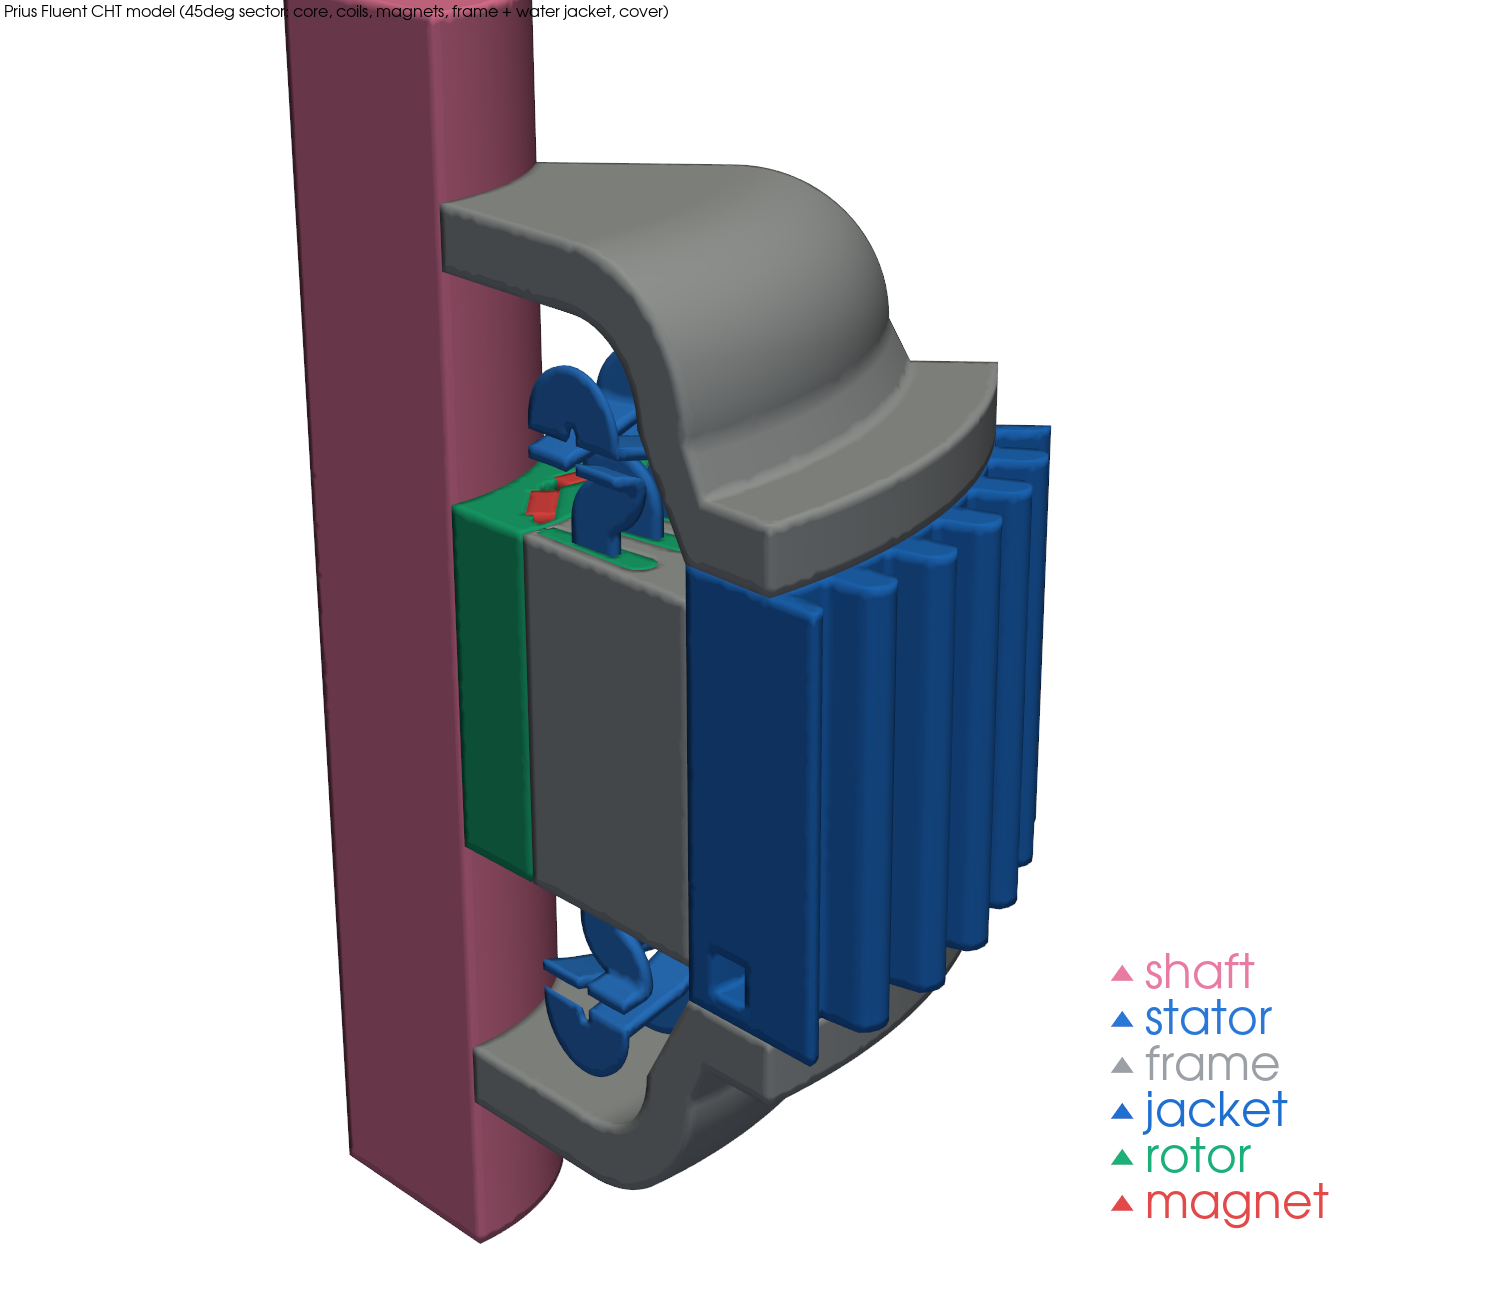 Prius Fluent CHT model (45deg sector: core, coils, magnets, frame + water jacket, cover)
shaft
stator
frame
jacket
rotor
magnet